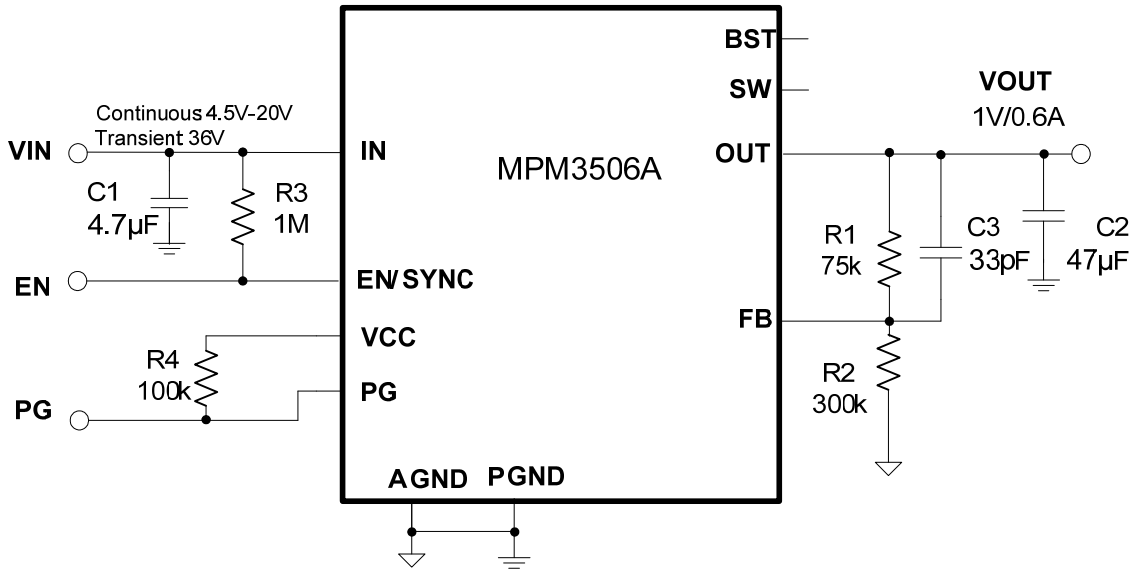 BST
SW
VOUT
1V/0.6A
Continuous 4.5V-20V
Transient 36V
VIN
IN
MPM3506A
OUT
C1
4.7µF
R3
1M
R1
75k
C3
33pF
C2
47µF
EN
EN/SYNC
FB
VCC
R4
100k
PG
PG
R2
300k
AGND
PGND